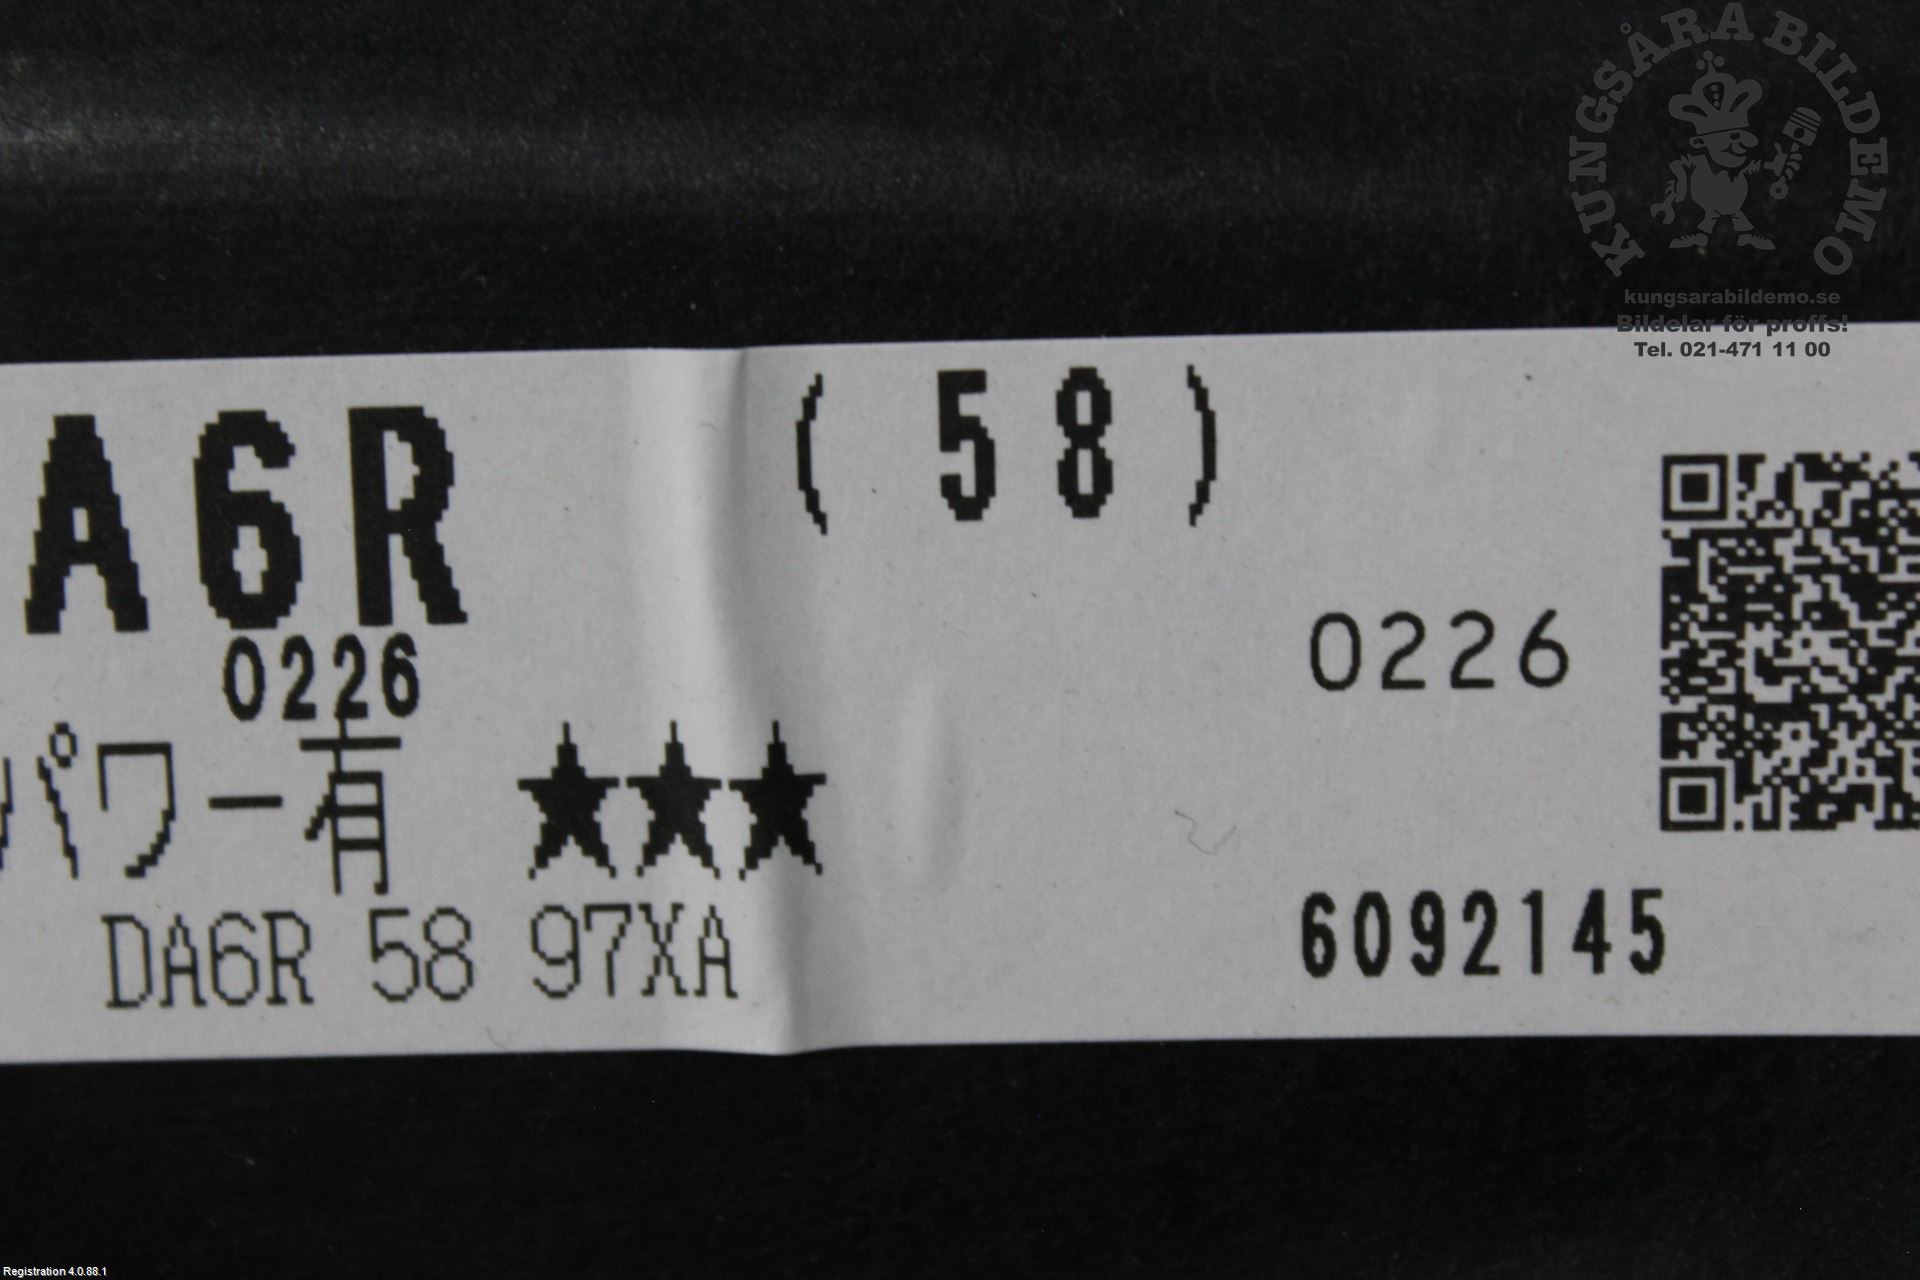 KUNGSÅRA BILDEMO
kungsarabildemo.se
Bildelar för proffs!
Tel. 021-471 11 00
A6R ( 58 )
0226
0226
パワー有 ★★★
6092145
DA6R 58 97XA
Registration 4.0.88.1